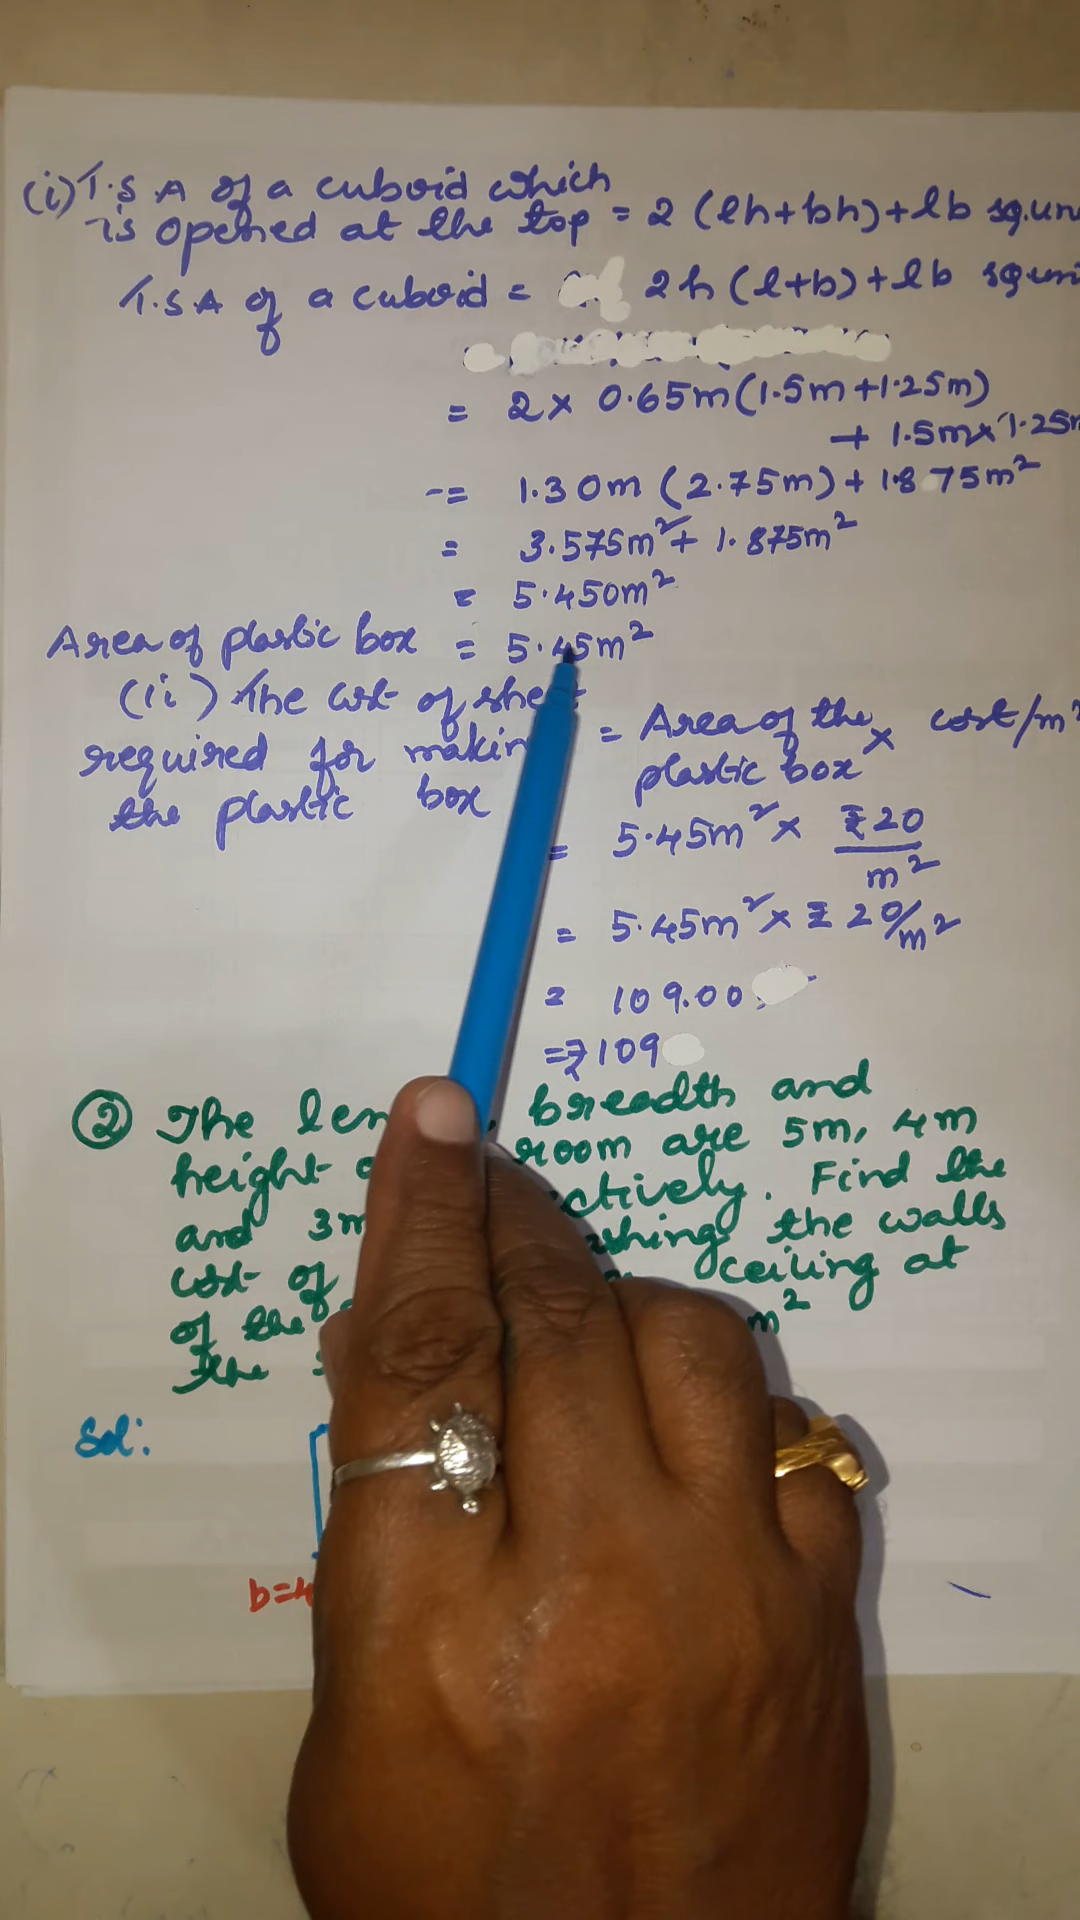 (i) T.S.A of a cuboid which
is opened at the top = 2 (lh+bh)+lb sq.un
T.S.A of a cuboid = 2h (l+b)+lb sq uni
= 2× 0.65m(1.5m+1.25m)
+ 1.5m×1.25m
-= 1.30m (2.75m)+1.875m²
= 3.575m²+ 1.875m²
= 5.450m²
Area of plastic box = 5.45m²
(ii) The cost of shee
required for makin = Area of the × cost/m²
the plastic box plastic box
= 5.45m² × ₹20/m²
= 5.45m² × ₹ 20/m²
= 109.00
=₹109
② The len breadth and
height room are 5m, 4m
and 3m ctively. Find the
cost of shing the walls
of the ceiling at
the m²
Sol:
b=4